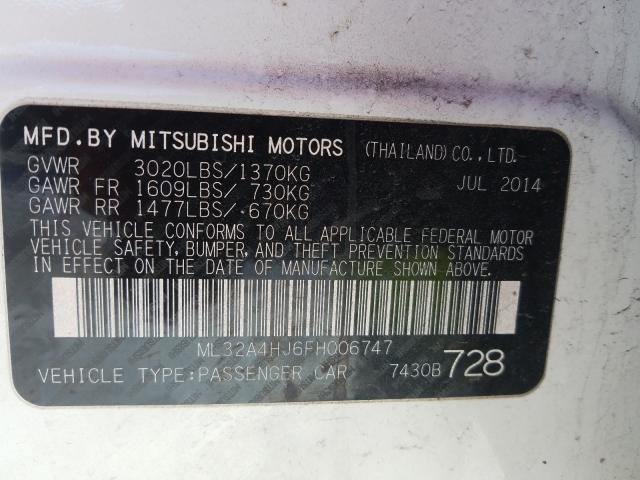 MFD.BY MITSUBISHI MOTORS (THAILAND) CO., LTD.
GVWR 3020LBS/1370KG JUL 2014
GAWR FR 1609LBS/ 730KG
GAWR RR 1477LBS/ 670KG
THIS VEHICLE CONFORMS TO ALL APPLICABLE FEDERAL MOTOR
VEHICLE SAFETY, BUMPER, AND THEFT PREVENTION STANDARDS
IN EFFECT ON THE DATE OF MANUFACTURE SHOWN ABOVE.
ML32A4HJ6FH006747
VEHICLE TYPE:PASSENGER CAR 7430B 728